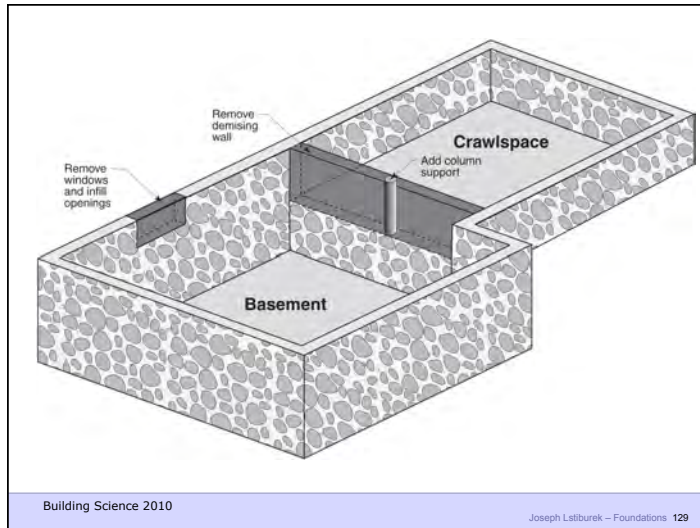 Remove
demising
wall
Crawlspace
Add column
support
Remove
windows
and infill
openings
Basement
Building Science 2010
Joseph Lstiburek – Foundations 129